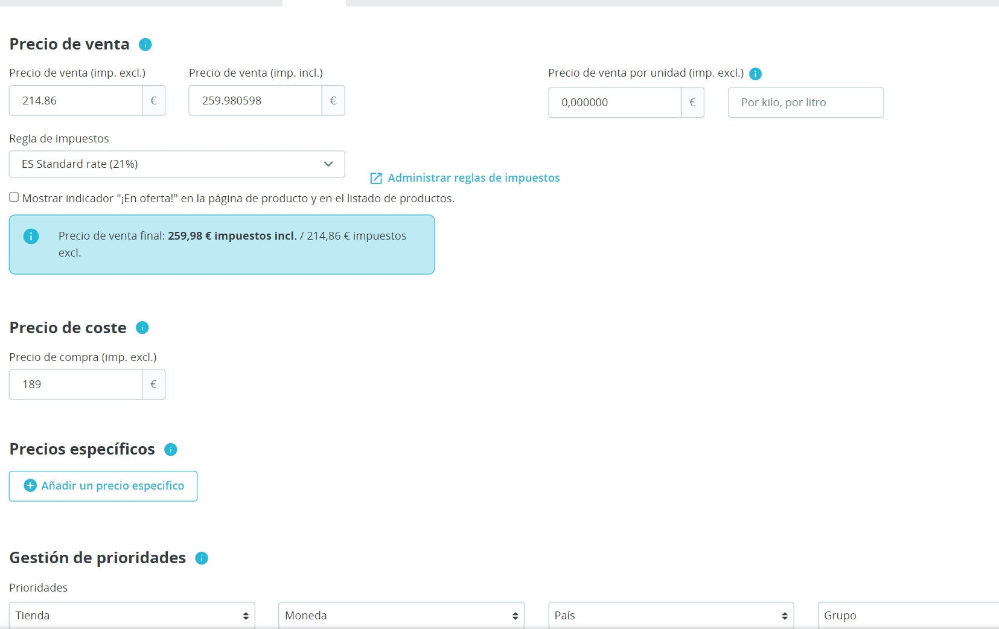 Precio de venta
Precio de venta (imp. excl.)
Precio de venta (imp. incl.)
Precio de venta por unidad (imp. excl.)
214.86 €
259.980598 €
0,000000 €
Por kilo, por litro
Regla de impuestos
ES Standard rate (21%)
Administrar reglas de impuestos
Mostrar indicador "¡En oferta!" en la página de producto y en el listado de productos.
Precio de venta final: 259,98 € impuestos incl. / 214,86 € impuestos
excl.
Precio de coste
Precio de compra (imp. excl.)
189 €
Precios específicos
Añadir un precio especifico
Gestión de prioridades
Prioridades
Tienda
Moneda
País
Grupo